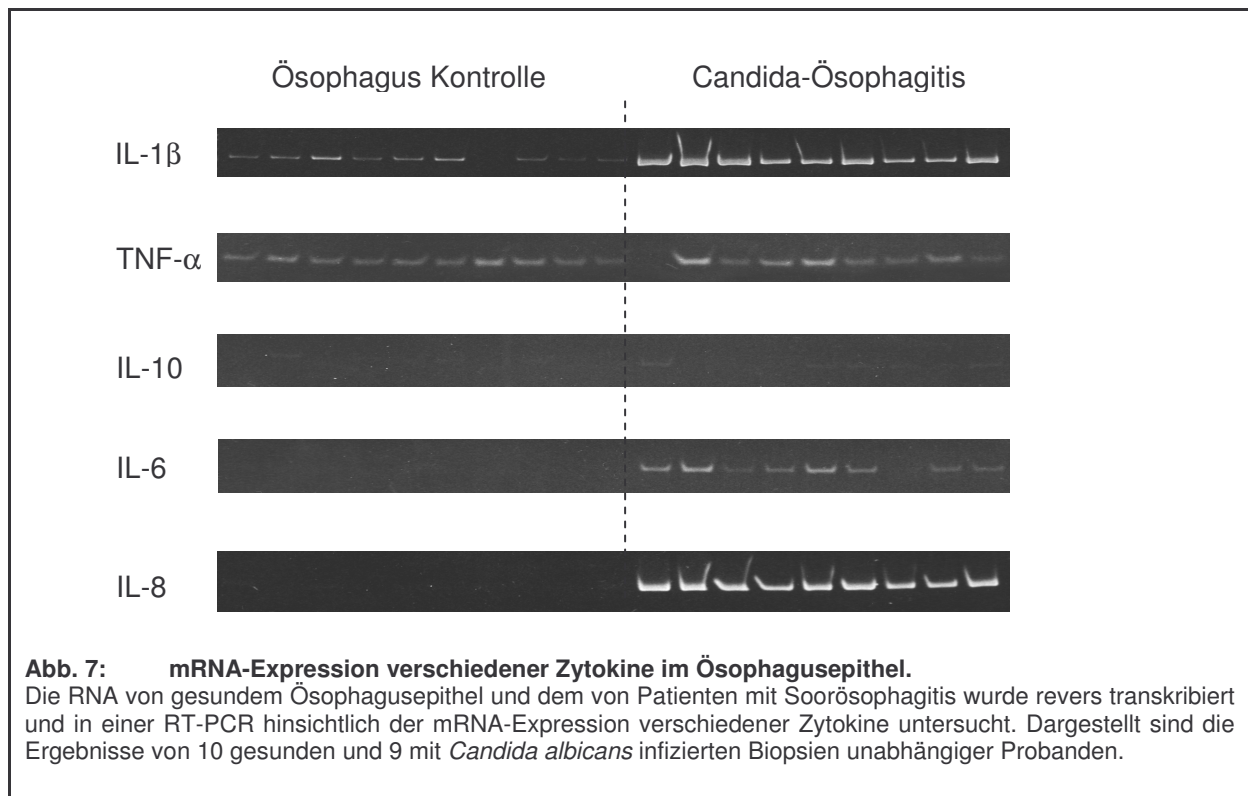 Ösophagus Kontrolle Candida-Ösophagitis
IL-1β
TNF-α
IL-10
IL-6
IL-8
Abb. 7: mRNA-Expression verschiedener Zytokine im Ösophagusepithel.
Die RNA von gesundem Ösophagusepithel und dem von Patienten mit Soorösophagitis wurde revers transkribiert
und in einer RT-PCR hinsichtlich der mRNA-Expression verschiedener Zytokine untersucht. Dargestellt sind die
Ergebnisse von 10 gesunden und 9 mit Candida albicans infizierten Biopsien unabhängiger Probanden.